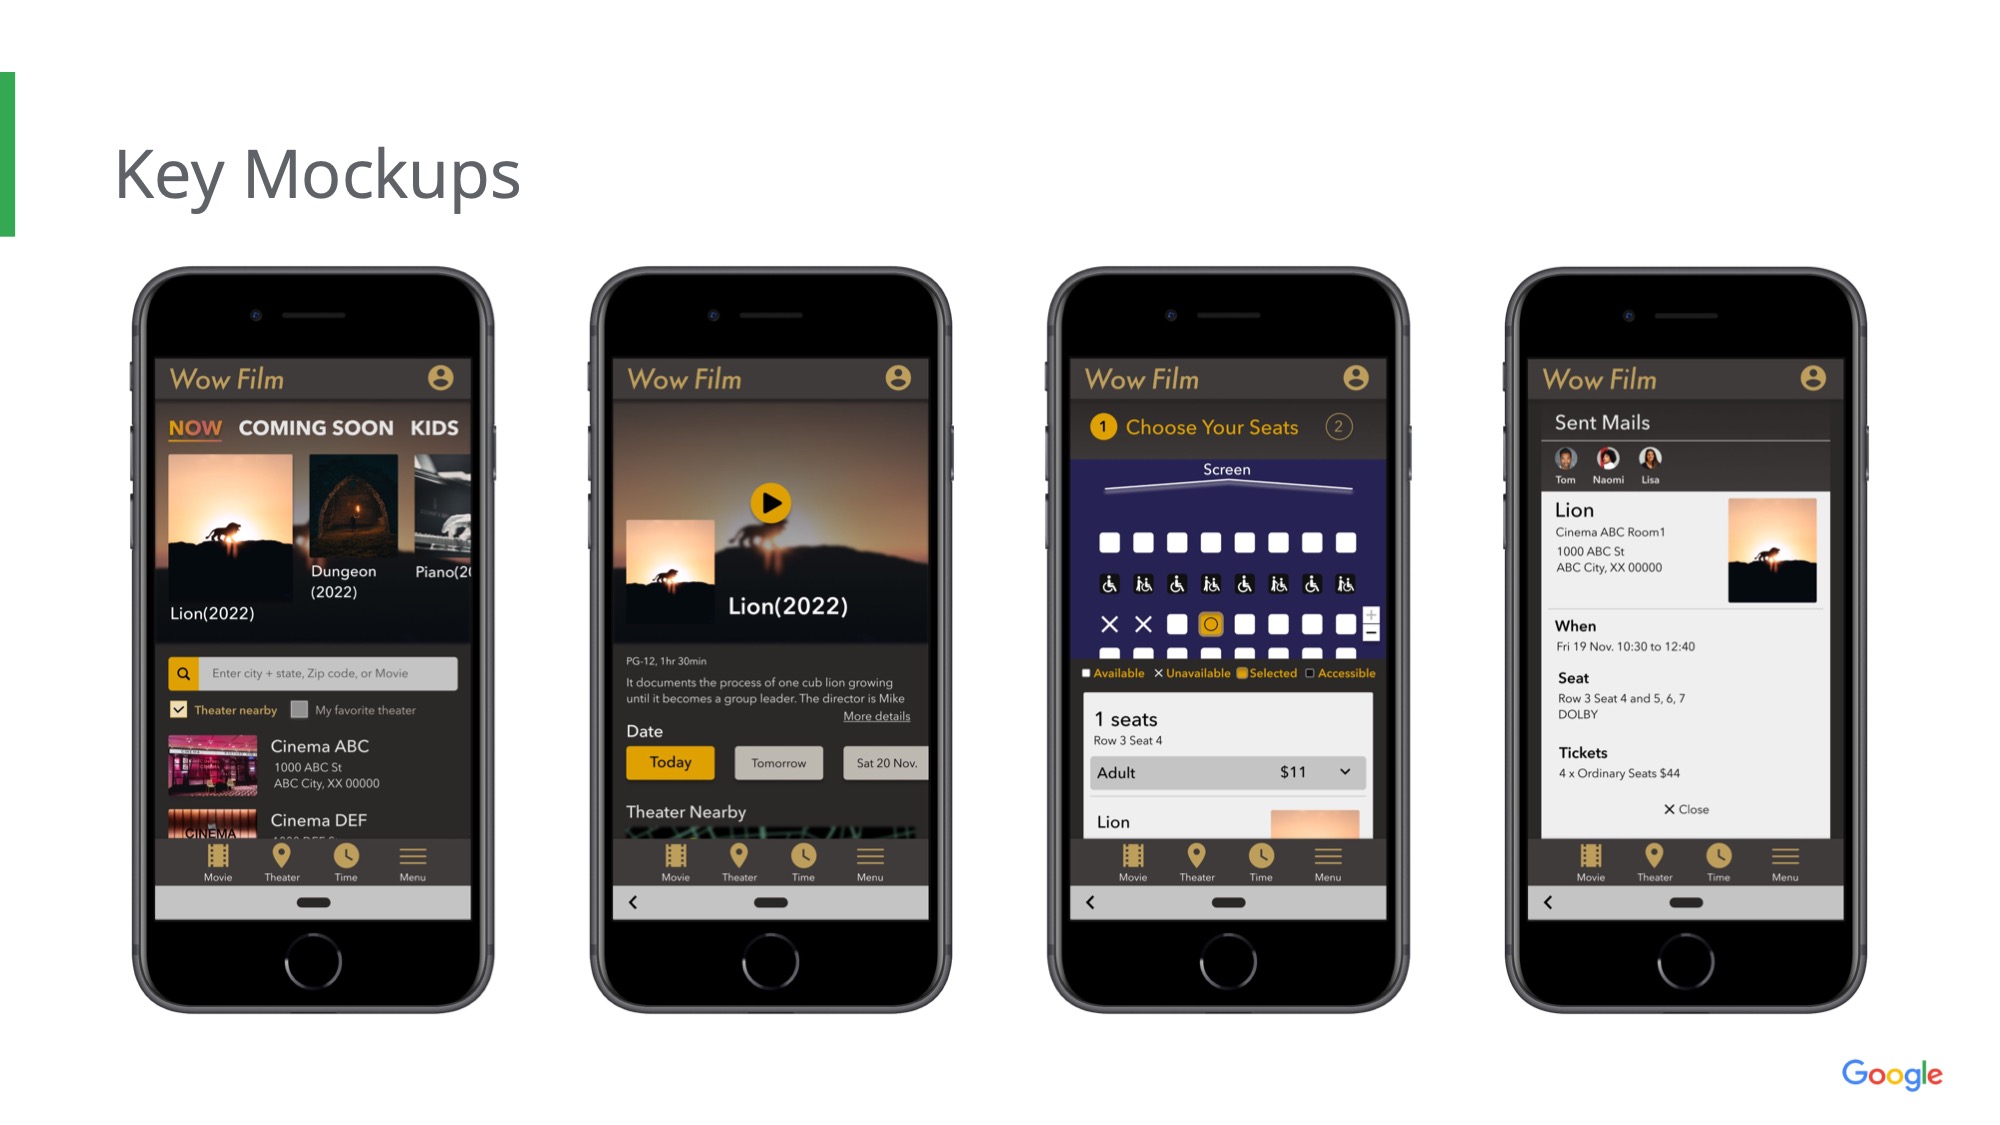 Key Mockups
Wow Film
NOW COMING SOON KIDS
Lion(2022)
Dungeon
(2022)
Piano(20
Enter city + state, Zip code, or Movie
Theater nearby My favorite theater
Cinema ABC
1000 ABC St
ABC City, XX 00000
CINEMA
Cinema DEF
Movie Theater Time Menu
Wow Film
Lion(2022)
PG-12, 1hr 30min
It documents the process of one cub lion growing
until it becomes a group leader. The director is Mike
More details
Date
Today Tomorrow Sat 20 Nov.
Theater Nearby
Movie Theater Time Menu
Wow Film
1 Choose Your Seats 2
Screen
Available Unavailable Selected Accessible
1 seats
Row 3 Seat 4
Adult $11
Lion
Movie Theater Time Menu
Wow Film
Sent Mails
Tom Naomi Lisa
Lion
Cinema ABC Room1
1000 ABC St
ABC City, XX 00000
When
Fri 19 Nov. 10:30 to 12:40
Seat
Row 3 Seat 4 and 5, 6, 7
DOLBY
Tickets
4 x Ordinary Seats $44
Close
Movie Theater Time Menu
Google